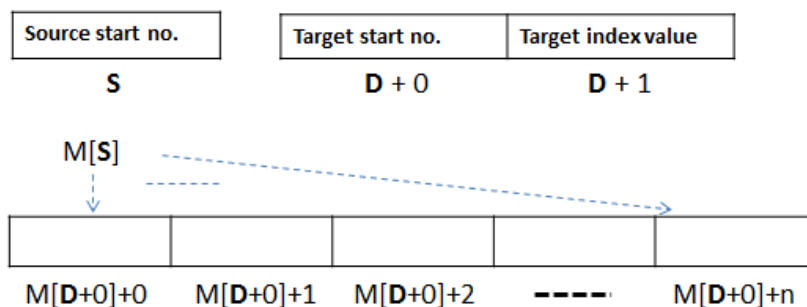 Source start no. Target start no. Target index value
S D + 0 D + 1
M[S]
M[D+0]+0 M[D+0]+1 M[D+0]+2 ----- M[D+0]+n